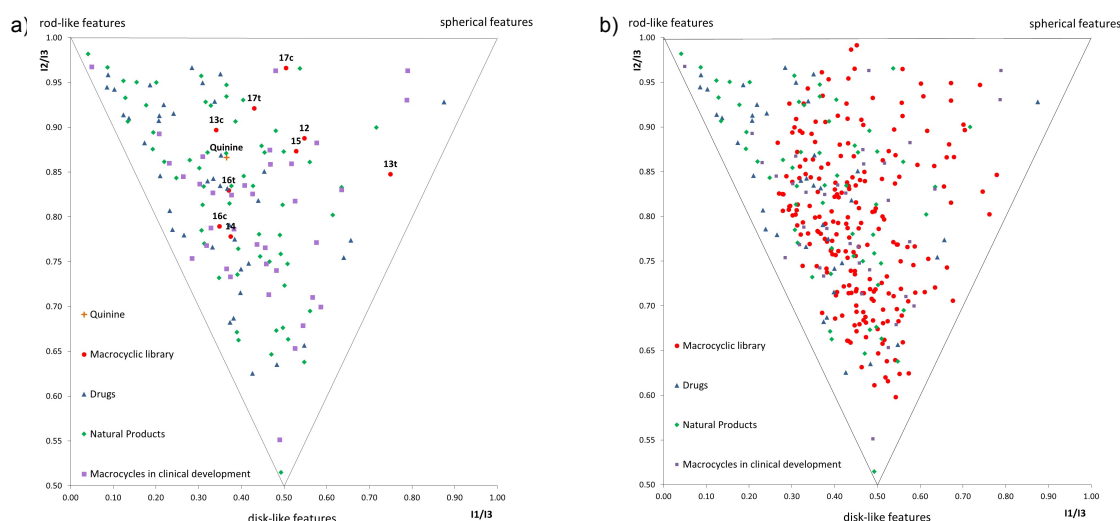 a)
rod-like features
spherical features
I2/I3
1.00
0.95
0.90
0.85
0.80
0.75
0.70
0.65
0.60
0.55
0.50
17c
17t
13c
12
15
Quinine
13t
16t
16c
14
Quinine
Macrocyclic library
Drugs
Natural Products
Macrocycles in clinical development
0.00 0.10 0.20 0.30 0.40 0.50 0.60 0.70 0.80 0.90 1.00
disk-like features
I1/I3
b)
rod-like features
spherical features
I2/I3
1.00
0.95
0.90
0.85
0.80
0.75
0.70
0.65
0.60
0.55
0.50
Macrocyclic library
Drugs
Natural Products
Macrocycles in clinical development
0.00 0.10 0.20 0.30 0.40 0.50 0.60 0.70 0.80 0.90 1.00
disk-like features
I1/I3